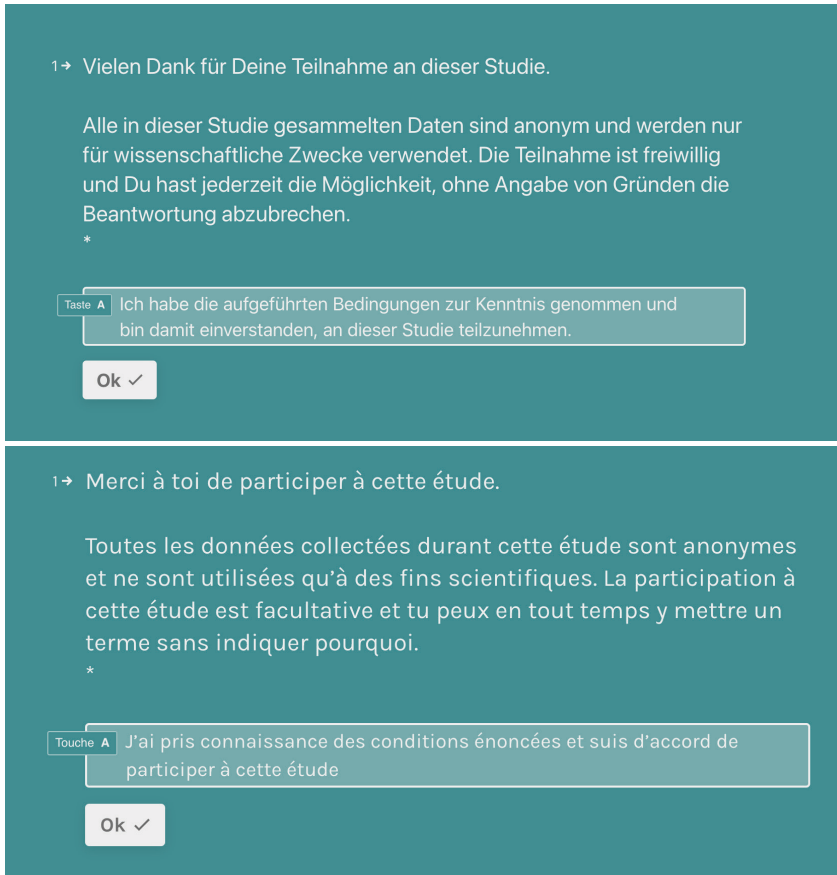 1→ Vielen Dank für Deine Teilnahme an dieser Studie.
Alle in dieser Studie gesammelten Daten sind anonym und werden nur
für wissenschaftliche Zwecke verwendet. Die Teilnahme ist freiwillig
und Du hast jederzeit die Möglichkeit, ohne Angabe von Gründen die
Beantwortung abzubrechen.
*
Taste A Ich habe die aufgeführten Bedingungen zur Kenntnis genommen und
bin damit einverstanden, an dieser Studie teilzunehmen.
Ok ✓
1→ Merci à toi de participer à cette étude.
Toutes les données collectées durant cette étude sont anonymes
et ne sont utilisées qu'à des fins scientifiques. La participation à
cette étude est facultative et tu peux en tout temps y mettre un
terme sans indiquer pourquoi.
*
Touche A J'ai pris connaissance des conditions énoncées et suis d'accord de
participer à cette étude
Ok ✓